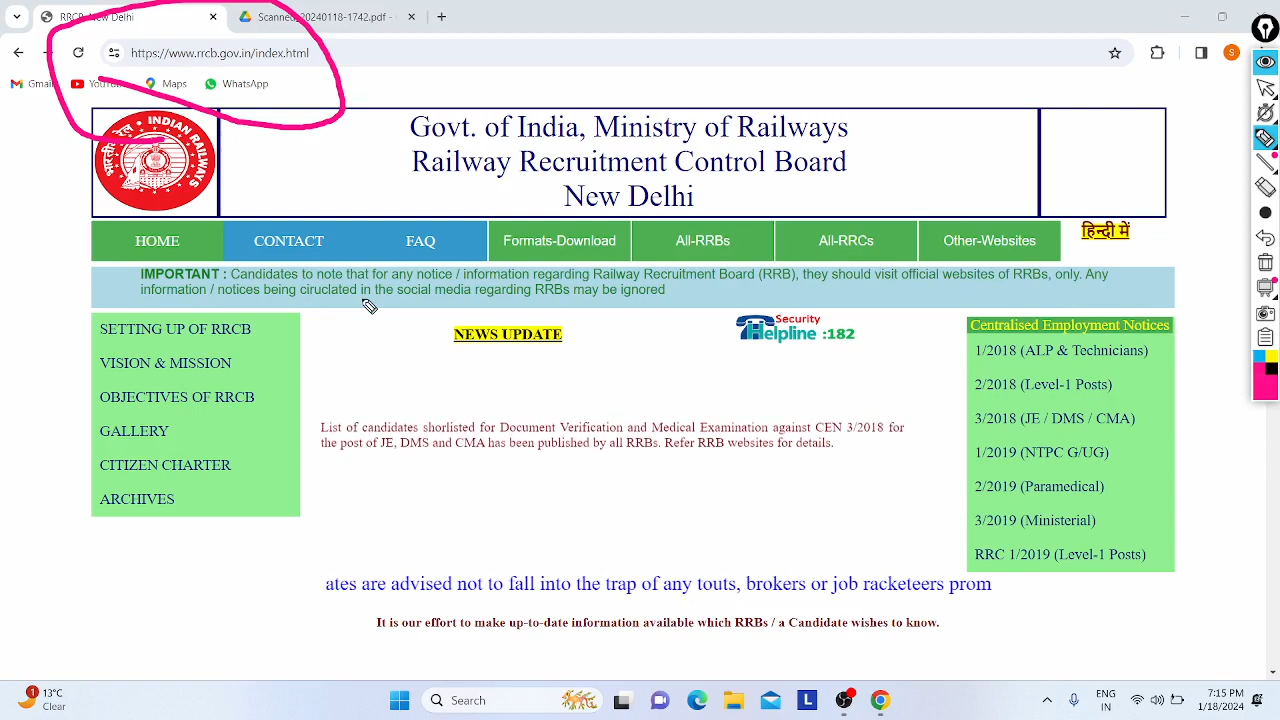 RRCB New Delhi
Scanned_20240118-1742.pdf -
https://www.rrb.gov.in/index.html
S
Gmail
YouTube
Maps
WhatsApp
भारतीय रेल • INDIAN RAILWAYS
Govt. of India, Ministry of Railways
Railway Recruitment Control Board
New Delhi
HOME
CONTACT
FAQ
Formats-Download
All-RRBs
All-RRCs
Other-Websites
हिन्दी में
IMPORTANT : Candidates to note that for any notice / information regarding Railway Recruitment Board (RRB), they should visit official websites of RRBs, only. Any
information / notices being ciruclated in the social media regarding RRBs may be ignored
SETTING UP OF RRCB
VISION & MISSION
OBJECTIVES OF RRCB
GALLERY
CITIZEN CHARTER
ARCHIVES
NEWS UPDATE
Security
Helpline :182
List of candidates shorlisted for Document Verification and Medical Examination against CEN 3/2018 for
the post of JE, DMS and CMA has been published by all RRBs. Refer RRB websites for details.
Centralised Employment Notices
1/2018 (ALP & Technicians)
2/2018 (Level-1 Posts)
3/2018 (JE / DMS / CMA)
1/2019 (NTPC G/UG)
2/2019 (Paramedical)
3/2019 (Ministerial)
RRC 1/2019 (Level-1 Posts)
ates are advised not to fall into the trap of any touts, brokers or job racketeers prom
It is our effort to make up-to-date information available which RRBs / a Candidate wishes to know.
1
13°C
Clear
Search
L
ENG
IN
7:15 PM
1/18/2024